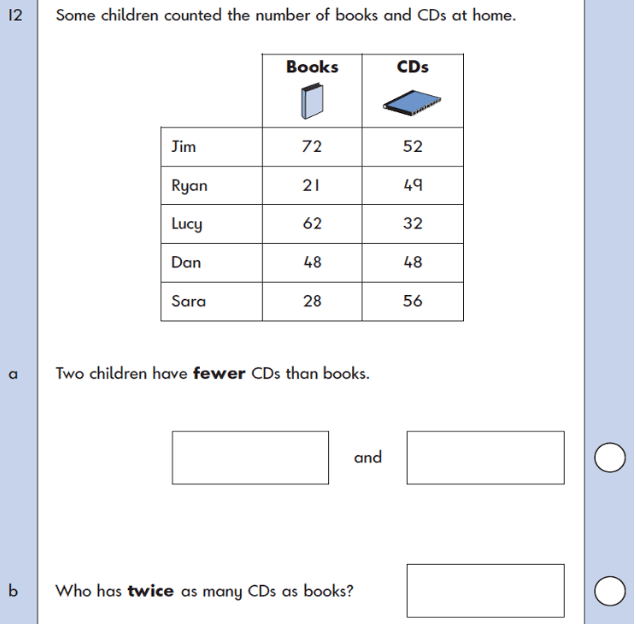 12 Some children counted the number of books and CDs at home.
Books CDs
Jim 72 52
Ryan 21 49
Lucy 62 32
Dan 48 48
Sara 28 56
a Two children have fewer CDs than books.
and
b Who has twice as many CDs as books?